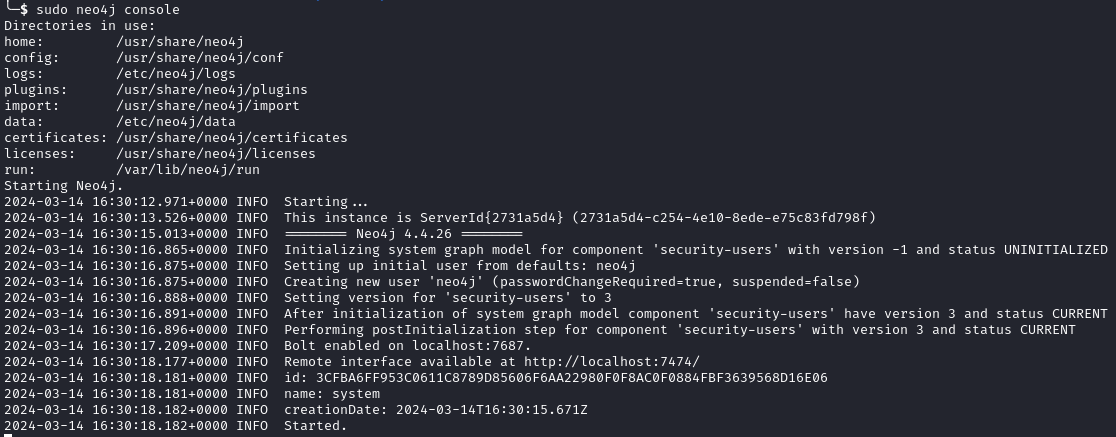 └─$ sudo neo4j console
Directories in use:
home:         /usr/share/neo4j
config:       /usr/share/neo4j/conf
logs:         /etc/neo4j/logs
plugins:      /usr/share/neo4j/plugins
import:       /usr/share/neo4j/import
data:         /etc/neo4j/data
certificates: /usr/share/neo4j/certificates
licenses:     /usr/share/neo4j/licenses
run:          /var/lib/neo4j/run
Starting Neo4j.
2024-03-14 16:30:12.971+0000 INFO  Starting...
2024-03-14 16:30:13.526+0000 INFO  This instance is ServerId{2731a5d4} (2731a5d4-c254-4e10-8ede-e75c83fd798f)
2024-03-14 16:30:15.013+0000 INFO  ======== Neo4j 4.4.26 ========
2024-03-14 16:30:16.865+0000 INFO  Initializing system graph model for component 'security-users' with version -1 and status UNINITIALIZED
2024-03-14 16:30:16.875+0000 INFO  Setting up initial user from defaults: neo4j
2024-03-14 16:30:16.875+0000 INFO  Creating new user 'neo4j' (passwordChangeRequired=true, suspended=false)
2024-03-14 16:30:16.888+0000 INFO  Setting version for 'security-users' to 3
2024-03-14 16:30:16.891+0000 INFO  After initialization of system graph model component 'security-users' have version 3 and status CURRENT
2024-03-14 16:30:16.896+0000 INFO  Performing postInitialization step for component 'security-users' with version 3 and status CURRENT
2024-03-14 16:30:17.209+0000 INFO  Bolt enabled on localhost:7687.
2024-03-14 16:30:18.177+0000 INFO  Remote interface available at http://localhost:7474/
2024-03-14 16:30:18.181+0000 INFO  id: 3CFBA6FF953C0611C8789D85606F6AA22980F0F8AC0F0884FBF3639568D16E06
2024-03-14 16:30:18.181+0000 INFO  name: system
2024-03-14 16:30:18.182+0000 INFO  creationDate: 2024-03-14T16:30:15.671Z
2024-03-14 16:30:18.182+0000 INFO  Started.